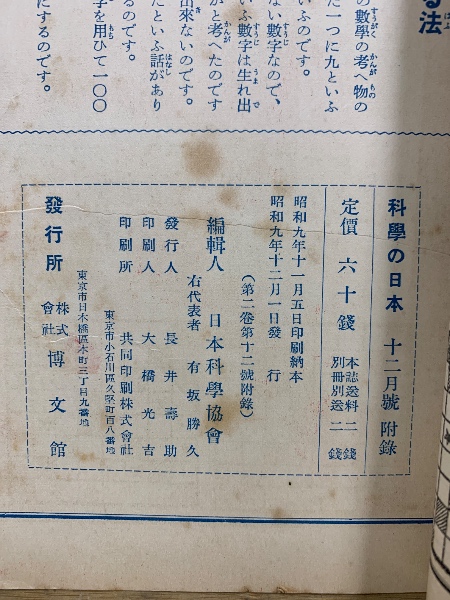 る法
の數學の考へ物の
た一つに九といふ
いふのです。
ない數字なので、
いふ數字は生れ出
かと考へたのです
出來ないのです。
たといふ話があり
字を用ひて一〇〇
にするのです。
科學の日本 十二月號附錄
定價 六十錢 本誌送料二錢 別冊別送二錢
昭和九年十一月五日印刷納本
昭和九年十二月一日發行
(第二卷第十二號附錄)
編輯人 日本科學協會
右代表者 有坂勝久
發行人 長井壽助
印刷人 大橋光吉
東京市小石川區久堅町百八番地
印刷所 共同印刷株式會社
東京市日本橋區本町三丁目九番地
發行所 株式會社 博文館